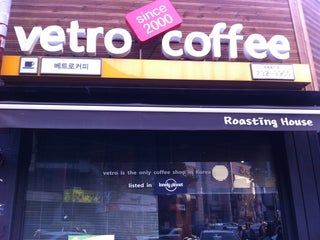 since
2000
vetro coffee
베트로커피
Roasting House
vetro is the only coffee shop in Korea
listed in lonely planet